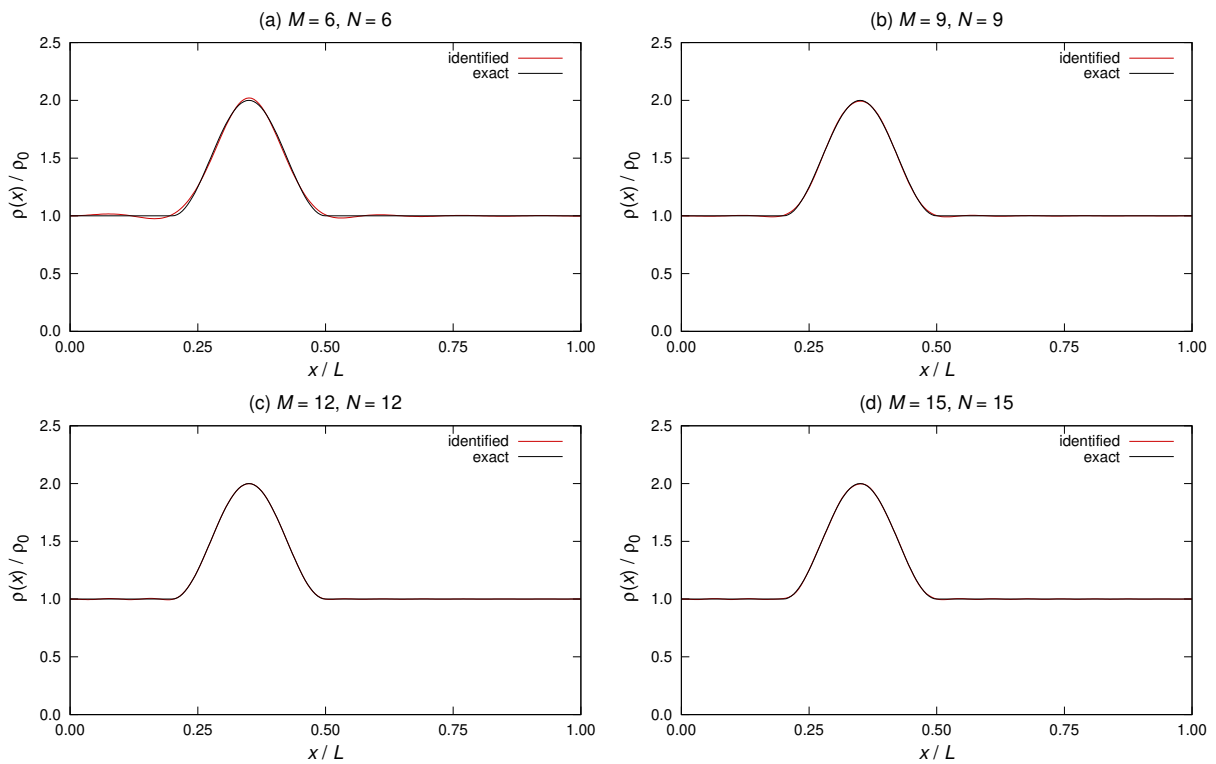 (a) M = 6, N = 6
2.5
2.0
1.5
1.0
0.5
0.0
ρ(x) / ρ0
identified
exact
0.00 0.25 0.50 0.75 1.00
x / L
(b) M = 9, N = 9
2.5
2.0
1.5
1.0
0.5
0.0
ρ(x) / ρ0
identified
exact
0.00 0.25 0.50 0.75 1.00
x / L
(c) M = 12, N = 12
2.5
2.0
1.5
1.0
0.5
0.0
ρ(x) / ρ0
identified
exact
0.00 0.25 0.50 0.75 1.00
x / L
(d) M = 15, N = 15
2.5
2.0
1.5
1.0
0.5
0.0
ρ(x) / ρ0
identified
exact
0.00 0.25 0.50 0.75 1.00
x / L